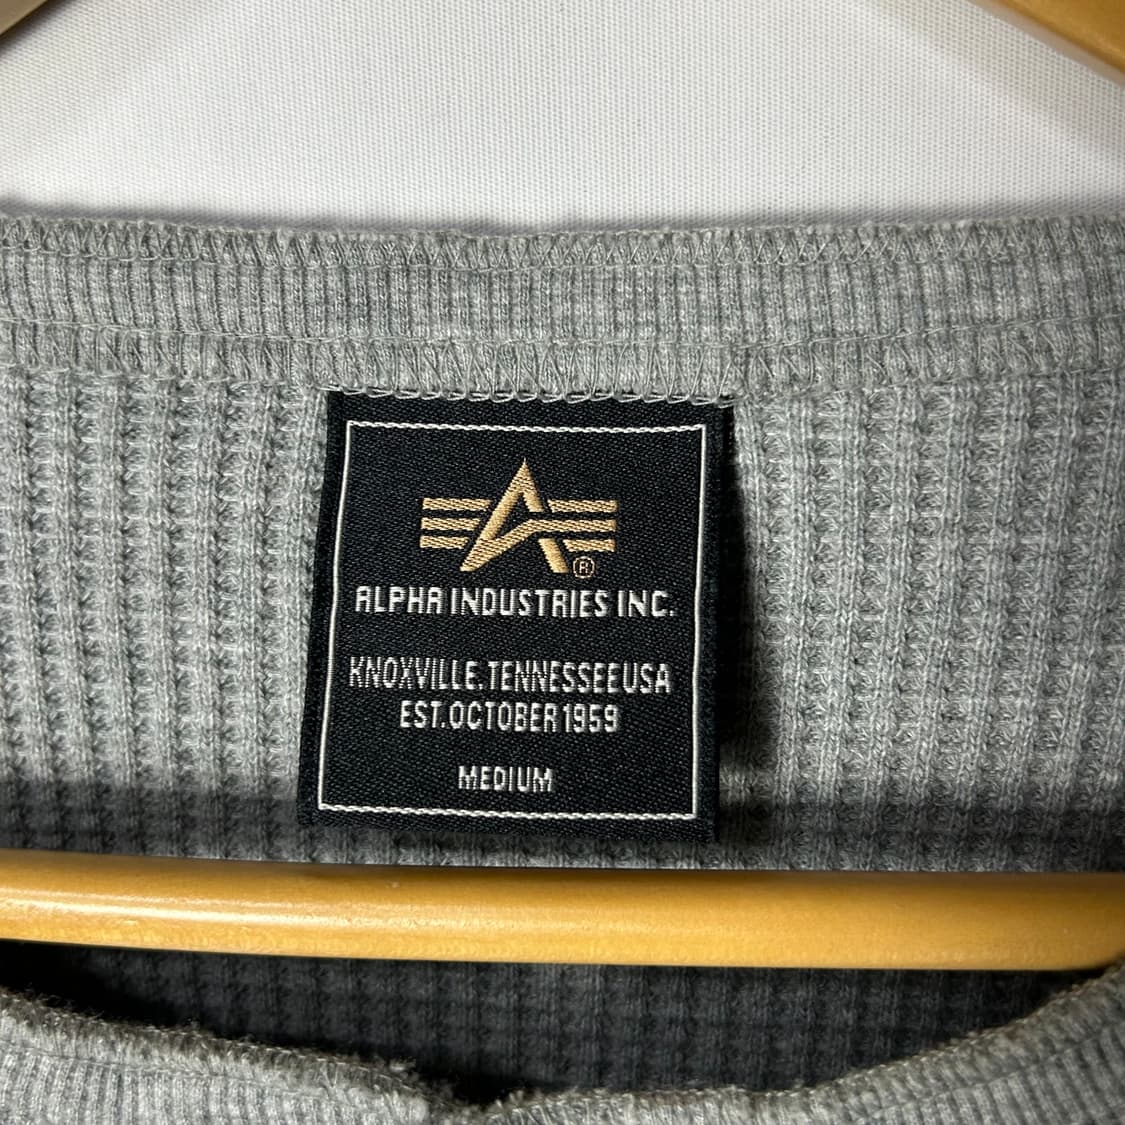 ®
ALPHA INDUSTRIES INC.
KNOXVILLE, TENNESSEE USA
EST. OCTOBER 1959
MEDIUM